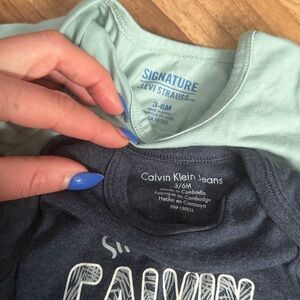 SIGNATURE
LEVI STRAUSS
3-6M
Calvin Klein Jeans
3/6M
Made in Cambodia
Fabriqué en Cambodge
Hecho en Camboya
CALVIN